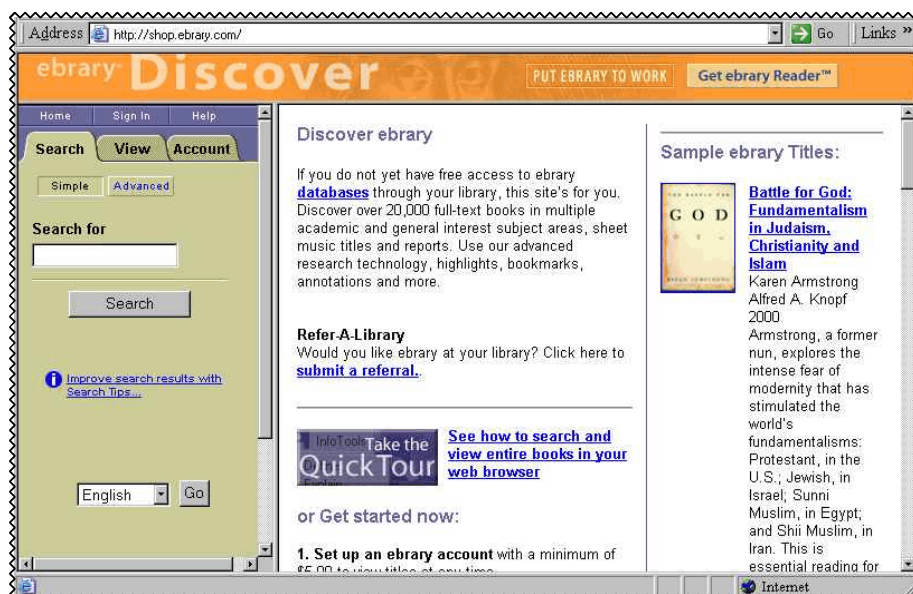 Address http://shop.ebrary.com/ Go Links »
ebrary Discover PUT EBRARY TO WORK Get ebrary Reader™
Home Sign In Help
Search View Account
Simple Advanced
Search for
Search
Improve search results with
Search Tips...
English Go
Discover ebrary
If you do not yet have free access to ebrary
databases through your library, this site's for you.
Discover over 20,000 full-text books in multiple
academic and general interest subject areas, sheet
music titles and reports. Use our advanced
research technology, highlights, bookmarks,
annotations and more.
Refer-A-Library
Would you like ebrary at your library? Click here to
submit a referral..
InfoTools
Take the
QuickTour
See how to search and
view entire books in your
web browser
or Get started now:
1. Set up an ebrary account with a minimum of
$5.00 to view titles at any time
Sample ebrary Titles:
GOD
Battle for God:
Fundamentalism
in Judaism,
Christianity and
Islam
Karen Armstrong
Alfred A. Knopf
2000
Armstrong, a former
nun, explores the
intense fear of
modernity that has
stimulated the
world's
fundamentalisms:
Protestant, in the
U.S.; Jewish, in
Israel; Sunni
Muslim, in Egypt;
and Shii Muslim, in
Iran. This is
essential reading for
Internet